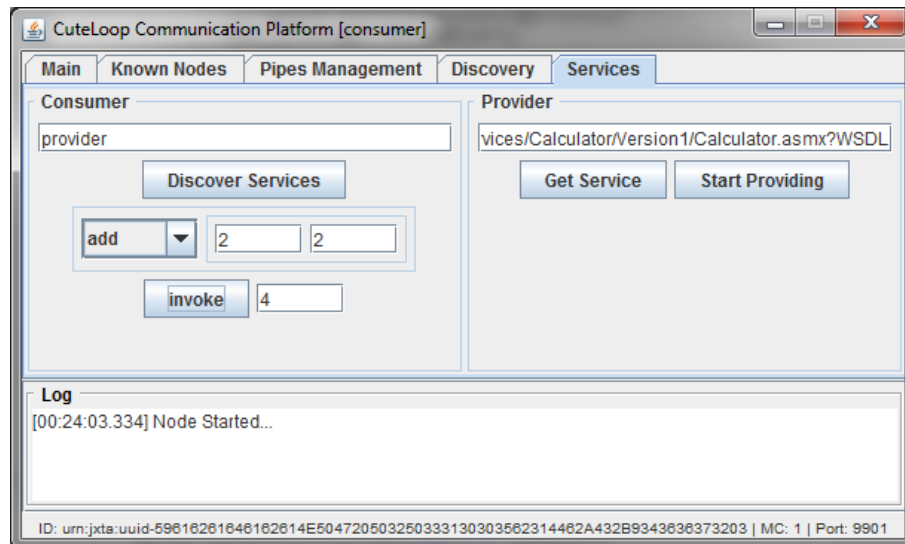 CuteLoop Communication Platform [consumer]
Main Known Nodes Pipes Management Discovery Services
Consumer
provider
Discover Services
add 2 2
invoke 4
Provider
vices/Calculator/Version1/Calculator.asmx?WSDL
Get Service Start Providing
Log
[00:24:03.334] Node Started...
ID: urn:jxta:uuid-59616261646162614E504720503250333130303562314462A432B9343636373203 | MC: 1 | Port: 9901